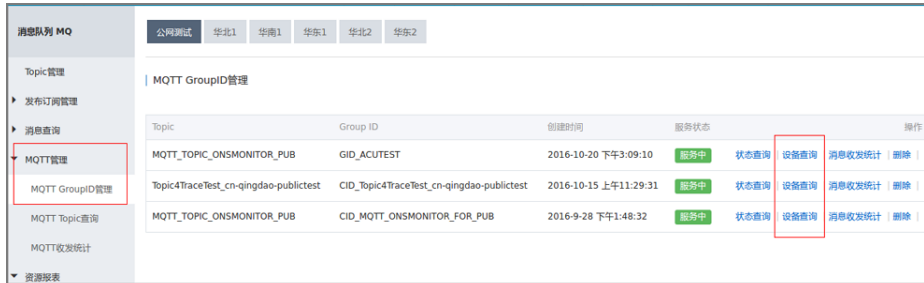 消息队列 MQ
公网测试 华北1 华南1 华东1 华北2 华东2
Topic管理
发布订阅管理
消息查询
MQTT管理
MQTT GroupID管理
MQTT Topic查询
MQTT收发统计
资源报表
MQTT GroupID管理
Topic Group ID 创建时间 服务状态 操作
MQTT_TOPIC_ONSMONITOR_PUB GID_ACUTEST 2016-10-20 下午3:09:10 服务中 状态查询 | 设备查询 | 消息收发统计 | 删除 |
Topic4TraceTest_cn-qingdao-publictest CID_Topic4TraceTest_cn-qingdao-publictest 2016-10-15 上午11:29:31 服务中 状态查询 | 设备查询 | 消息收发统计 | 删除 |
MQTT_TOPIC_ONSMONITOR_PUB CID_MQTT_ONSMONITOR_FOR_PUB 2016-9-28 下午1:48:32 服务中 状态查询 | 设备查询 | 消息收发统计 | 删除 |